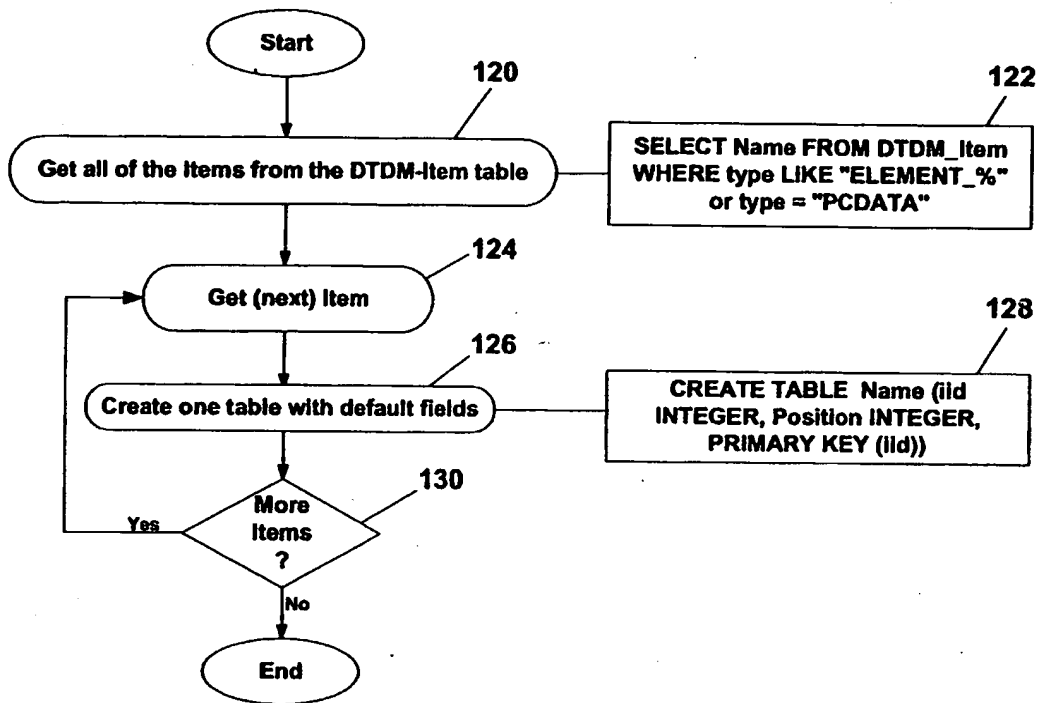 Start
120
122
Get all of the Items from the DTDM-Item table
SELECT Name FROM DTDM_Item
WHERE type LIKE "ELEMENT_%"
or type = "PCDATA"
124
Get (next) Item
128
126
Create one table with default fields
CREATE TABLE Name (iid
INTEGER, Position INTEGER,
PRIMARY KEY (iid))
130
More
Items
?
Yes
No
End